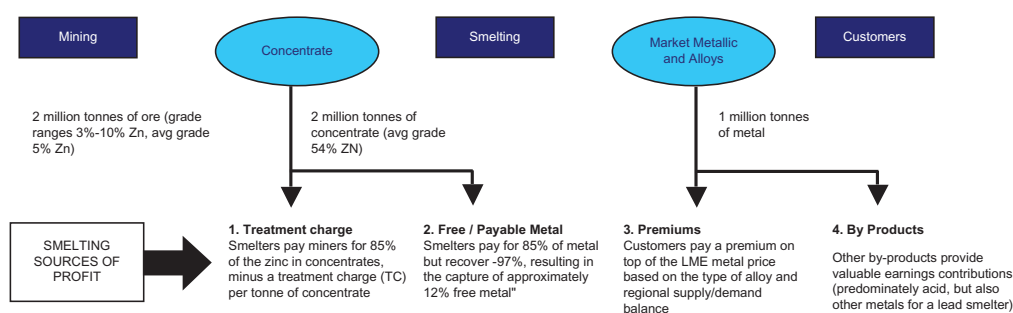 Mining
Concentrate
Smelting
Market Metallic
and Alloys
Customers
2 million tonnes of ore (grade
ranges 3%-10% Zn, avg grade
5% Zn)
2 million tonnes of
concentrate (avg grade
54% ZN)
1 million tonnes
of metal
SMELTING
SOURCES OF
PROFIT
1. Treatment charge
Smelters pay miners for 85%
of the zinc in concentrates,
minus a treatment charge (TC)
per tonne of concentrate
2. Free / Payable Metal
Smelters pay for 85% of metal
but recover -97%, resulting in
the capture of approximately
12% free metal"
3. Premiums
Customers pay a premium on
top of the LME metal price
based on the type of alloy and
regional supply/demand
balance
4. By Products
Other by-products provide
valuable earnings contributions
(predominately acid, but also
other metals for a lead smelter)